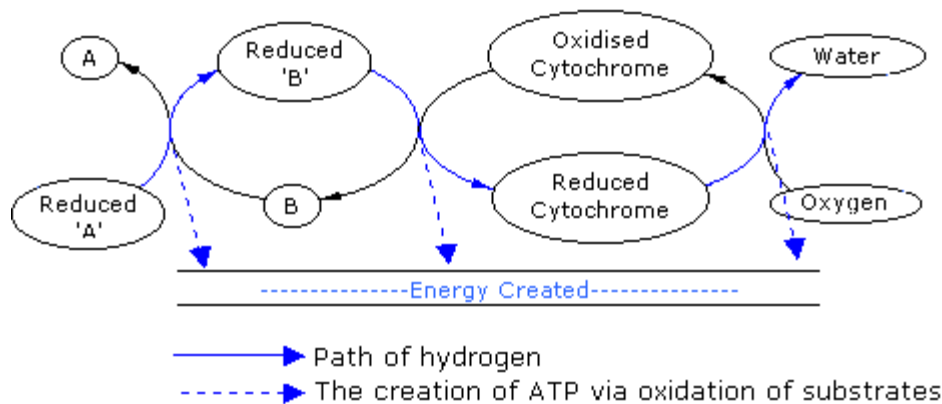 A
Reduced
'B'
Oxidised
Cytochrome
Water
Reduced
'A'
B
Reduced
Cytochrome
Oxygen
--------------Energy Created--------------
Path of hydrogen
The creation of ATP via oxidation of substrates